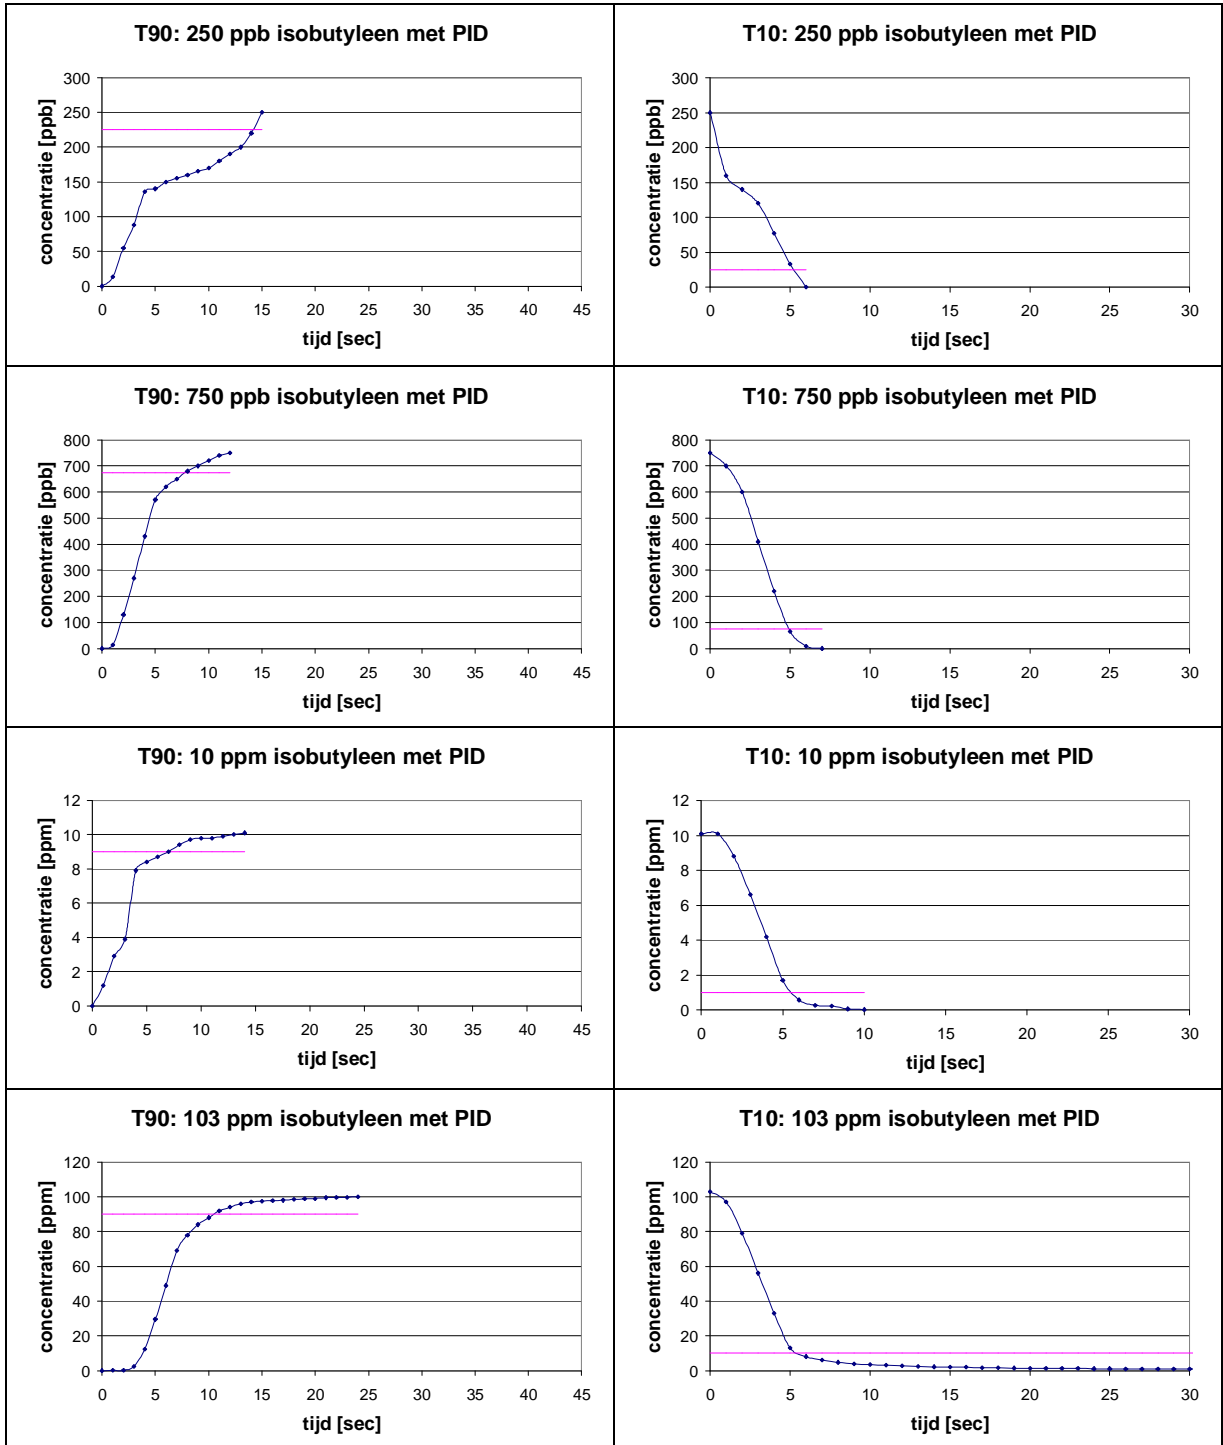 T90: 250 ppb isobutyleen met PID
concentratie [ppb]
300
250
200
150
100
50
0
0 5 10 15 20 25 30 35 40 45
tijd [sec]
T10: 250 ppb isobutyleen met PID
concentratie [ppb]
300
250
200
150
100
50
0
0 5 10 15 20 25 30
tijd [sec]
T90: 750 ppb isobutyleen met PID
concentratie [ppb]
800
700
600
500
400
300
200
100
0
0 5 10 15 20 25 30 35 40 45
tijd [sec]
T10: 750 ppb isobutyleen met PID
concentratie [ppb]
800
700
600
500
400
300
200
100
0
0 5 10 15 20 25 30
tijd [sec]
T90: 10 ppm isobutyleen met PID
concentratie [ppm]
12
10
8
6
4
2
0
0 5 10 15 20 25 30 35 40 45
tijd [sec]
T10: 10 ppm isobutyleen met PID
concentratie [ppm]
12
10
8
6
4
2
0
0 5 10 15 20 25 30
tijd [sec]
T90: 103 ppm isobutyleen met PID
concentratie [ppm]
120
100
80
60
40
20
0
0 5 10 15 20 25 30 35 40 45
tijd [sec]
T10: 103 ppm isobutyleen met PID
concentratie [ppm]
120
100
80
60
40
20
0
0 5 10 15 20 25 30
tijd [sec]